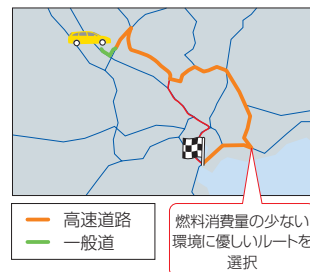 高速道路
一般道
燃料消費量の少ない
環境に優しいルートを
選択